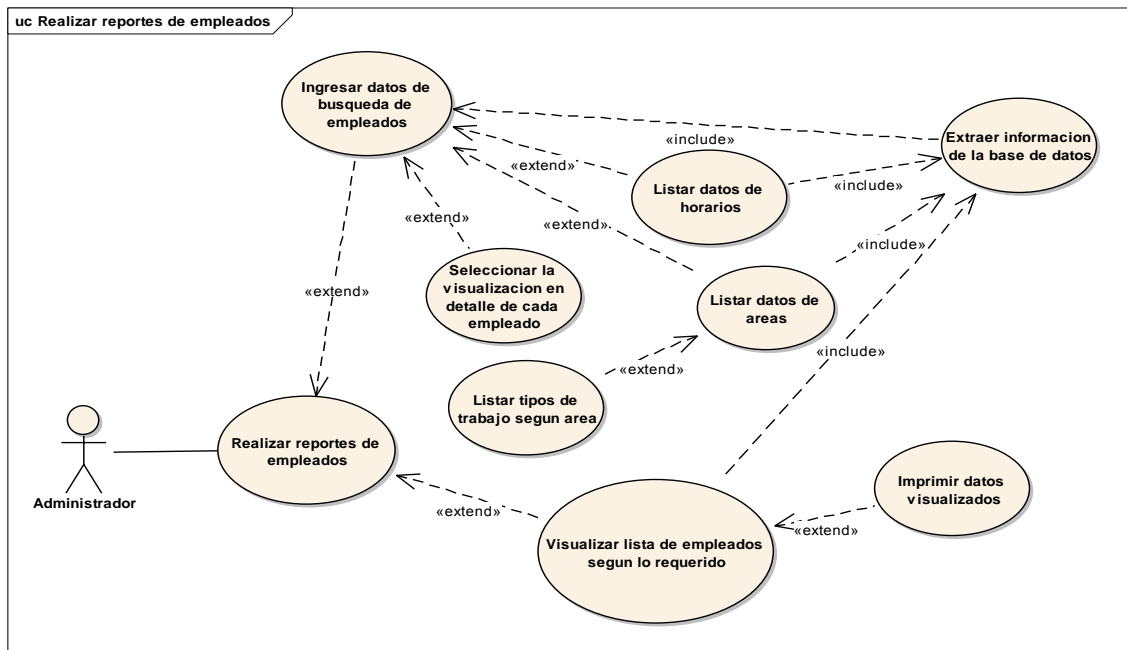 uc Realizar reportes de empleados
Ingresar datos de
busqueda de
empleados
Extraer informacion
de la base de datos
«include»
«extend»
Listar datos de
horarios
«include»
«extend»
«extend»
«include»
Seleccionar la
visualizacion en
detalle de cada
empleado
Listar datos de
areas
«extend»
«include»
«extend»
Listar tipos de
trabajo segun area
Realizar reportes de
empleados
Administrador
Imprimir datos
visualizados
«extend»
«extend»
Visualizar lista de empleados
segun lo requerido